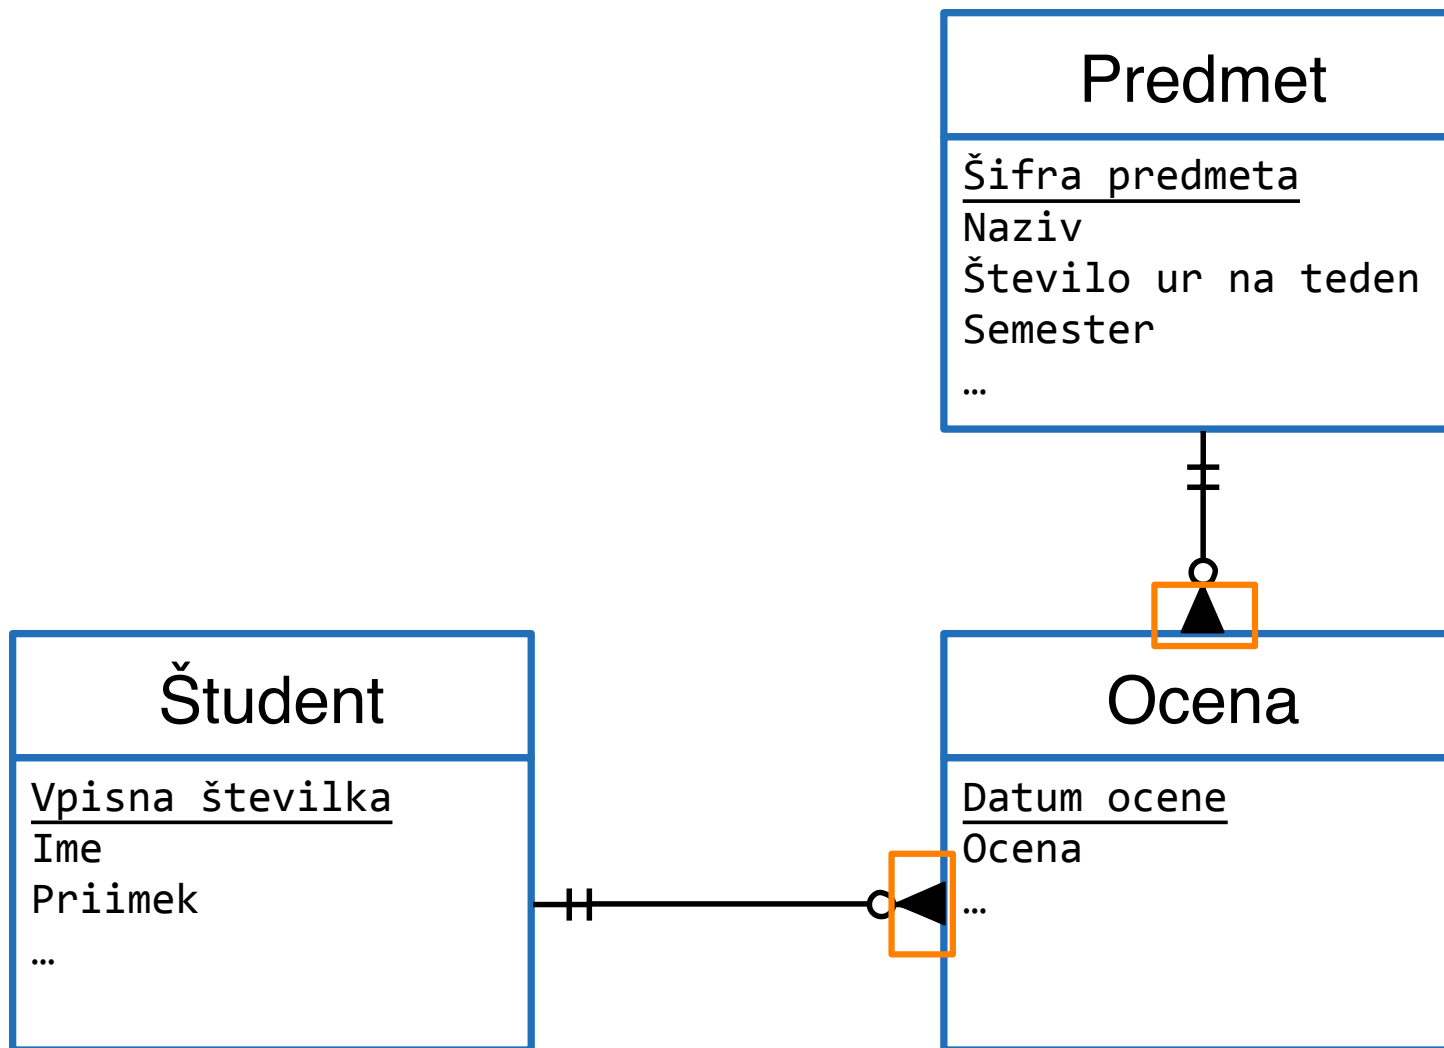 Predmet
Šifra predmeta
Naziv
Število ur na teden
Semester
…
Študent
Vpisna številka
Ime
Priimek
…
Ocena
Datum ocene
Ocena
…